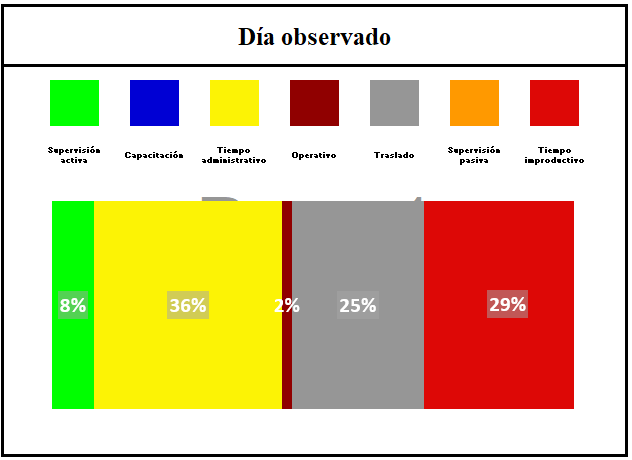 Día observado
Supervisión
activa
Capacitación
Tiempo
administrativo
Operativo
Traslado
Supervisión
pasiva
Tiempo
improductivo
8%
36%
2%
25%
29%